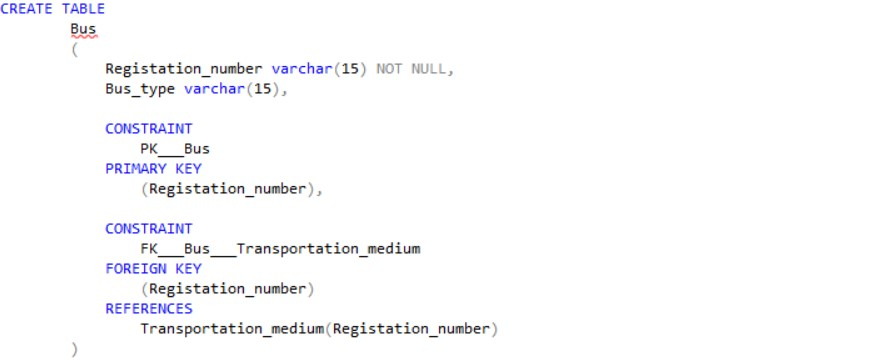 CREATE TABLE
Bus
(
Registation_number varchar(15) NOT NULL,
Bus_type varchar(15),
CONSTRAINT
PK___Bus
PRIMARY KEY
(Registation_number),
CONSTRAINT
FK___Bus___Transportation_medium
FOREIGN KEY
(Registation_number)
REFERENCES
Transportation_medium(Registation_number)
)